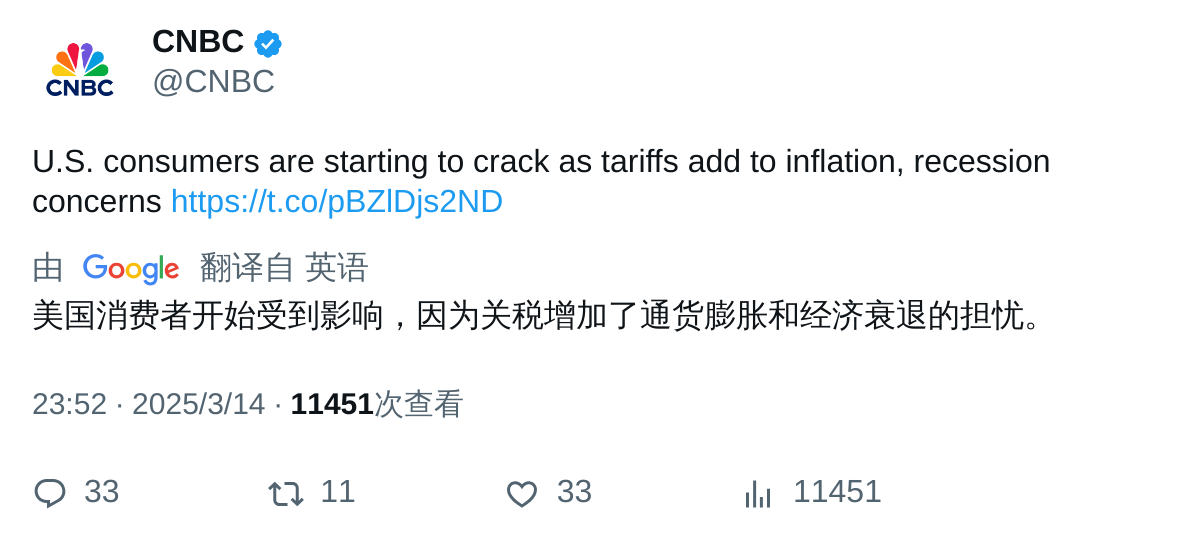 CNBC
CNBC
@CNBC
U.S. consumers are starting to crack as tariffs add to inflation, recession
concerns https://t.co/pBZlDjs2ND
由 Google 翻译自 英语
美国消费者开始受到影响，因为关税增加了通货膨胀和经济衰退的担忧。
23:52 · 2025/3/14 · 11451次查看
33 11 33 11451